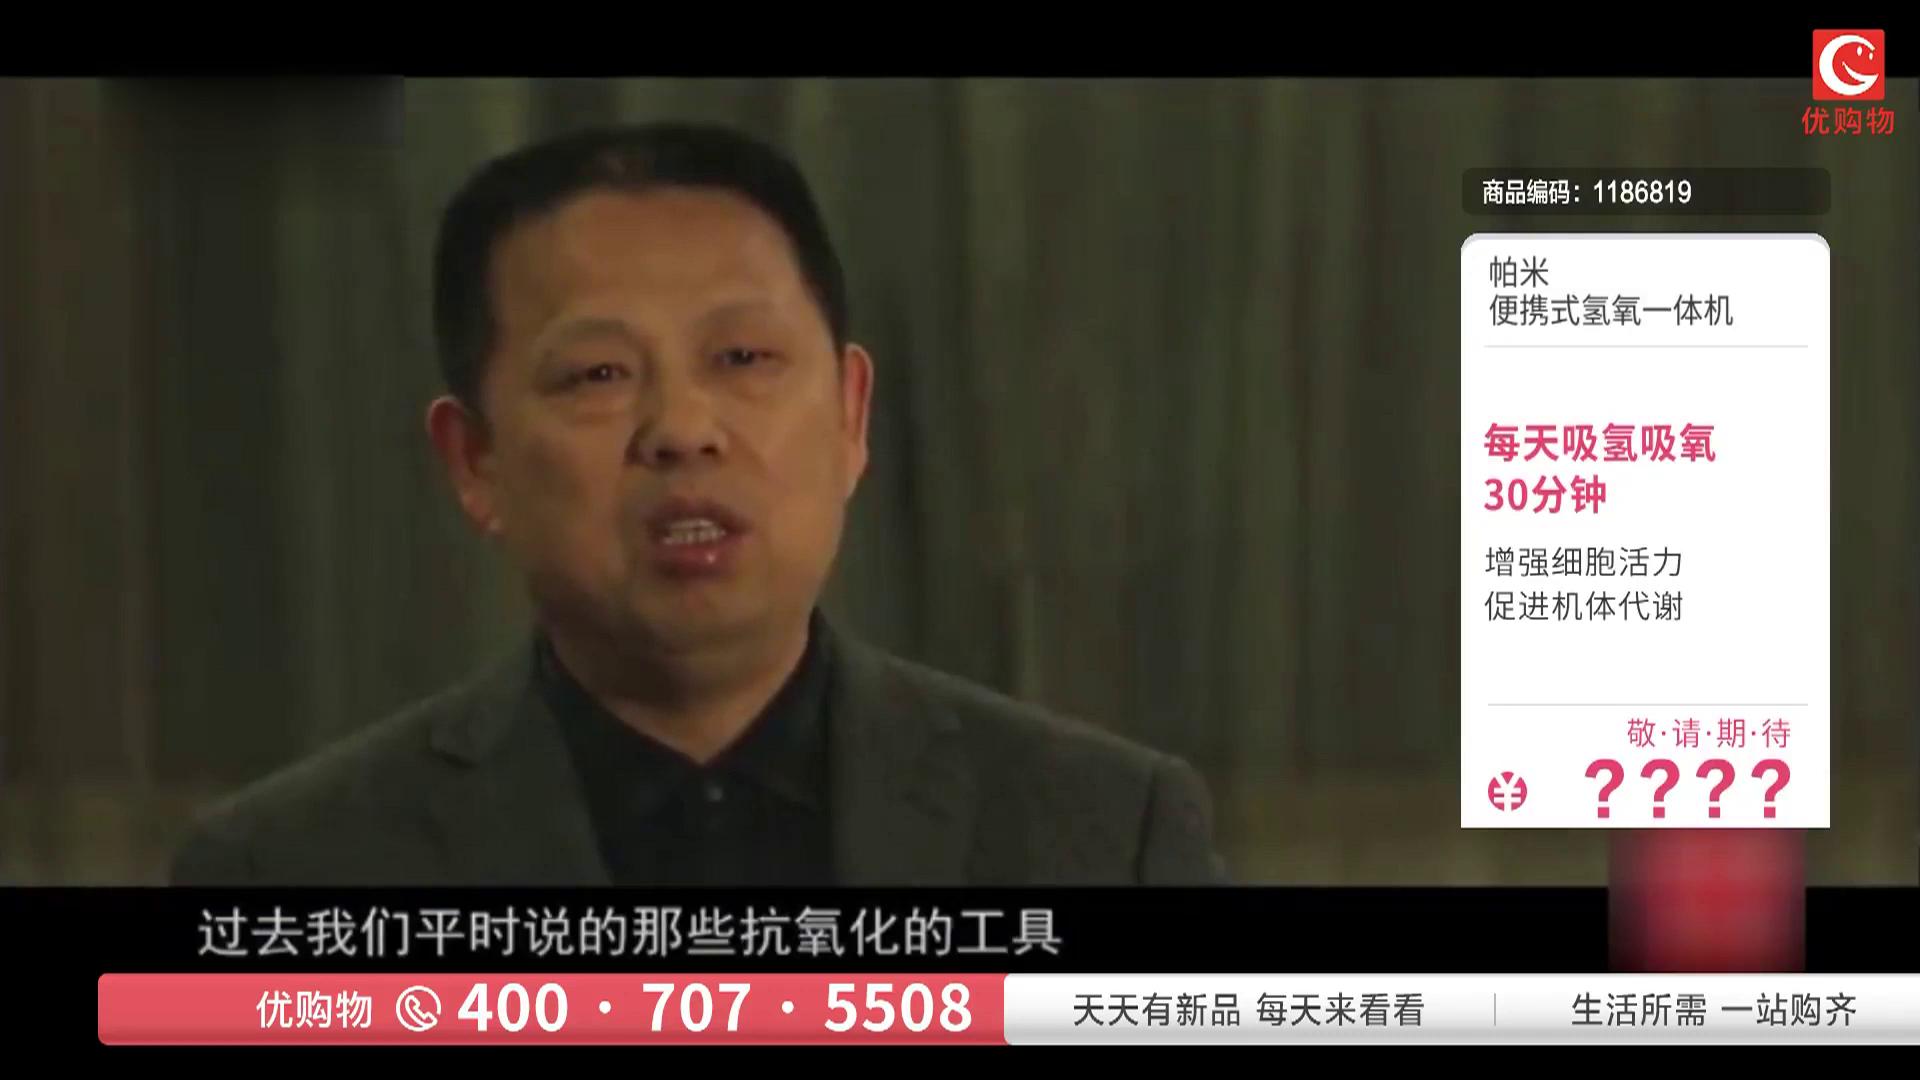 优购物
商品编码：1186819
帕米
便携式氢氧一体机
每天吸氢吸氧
30分钟
增强细胞活力
促进机体代谢
敬·请·期·待
¥ ????
过去我们平时说的那些抗氧化的工具
优购物 400·707·5508
天天有新品 每天来看看 | 生活所需 一站购齐